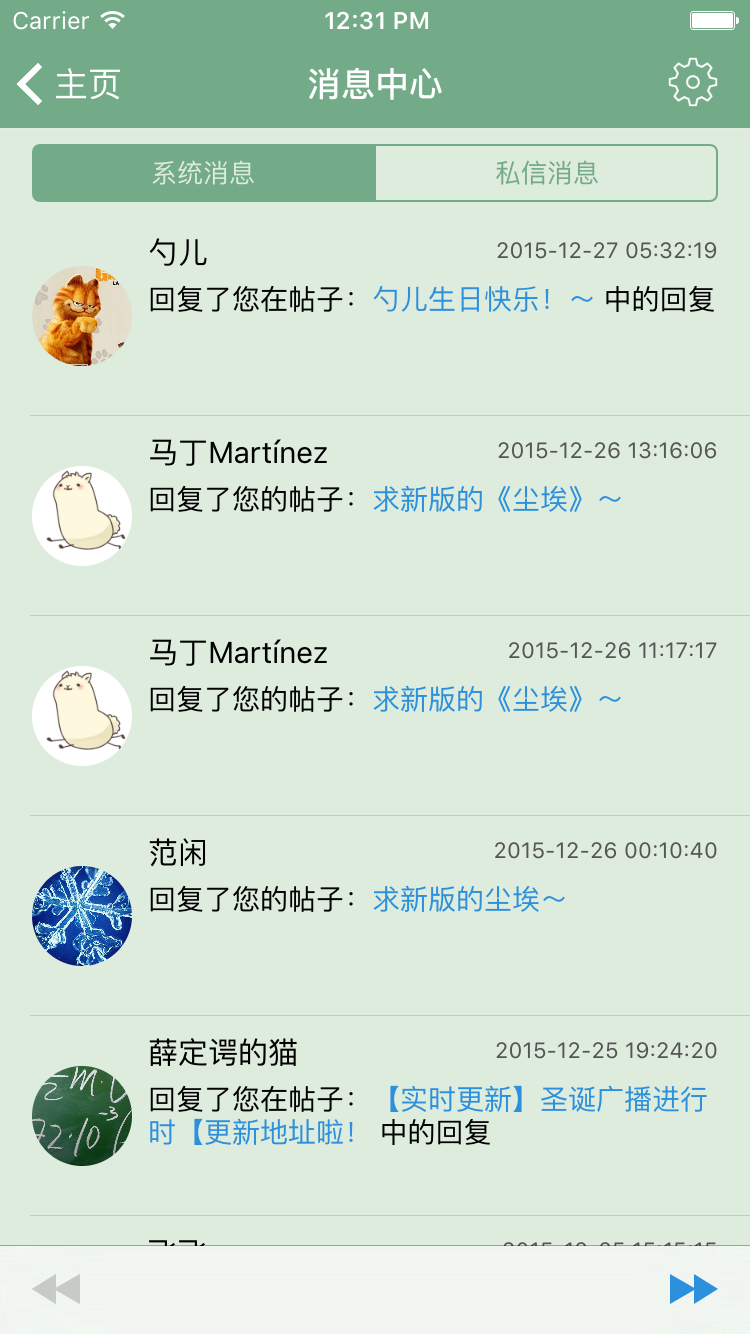 Carrier 12:31 PM
主页 消息中心
系统消息 私信消息
勺儿 2015-12-27 05:32:19
回复了您在帖子：勺儿生日快乐！～ 中的回复
马丁Martínez 2015-12-26 13:16:06
回复了您的帖子：求新版的《尘埃》～
马丁Martínez 2015-12-26 11:17:17
回复了您的帖子：求新版的《尘埃》～
范闲 2015-12-26 00:10:40
回复了您的帖子：求新版的尘埃～
薛定谔的猫 2015-12-25 19:24:20
回复了您在帖子：【实时更新】圣诞广播进行
时【更新地址啦！ 中的回复